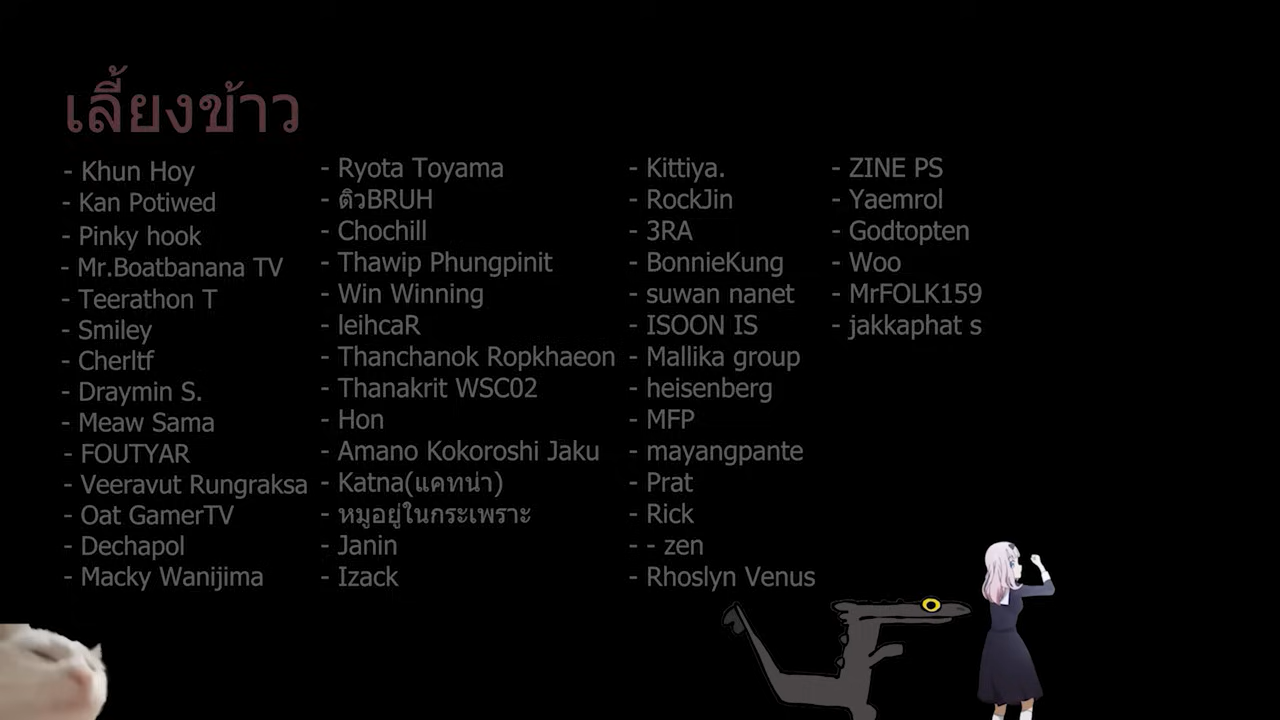 เลี้ยงข้าว
- Khun Hoy
- Kan Potiwed
- Pinky hook
- Mr.Boatbanana TV
- Teerathon T
- Smiley
- Cherltf
- Draymin S.
- Meaw Sama
- FOUTYAR
- Veeravut Rungraksa
- Oat GamerTV
- Dechapol
- Macky Wanijima
- Ryota Toyama
- ติวBRUH
- Chochill
- Thawip Phungpinit
- Win Winning
- leihcaR
- Thanchanok Ropkhaeon
- Thanakrit WSC02
- Hon
- Amano Kokoroshi Jaku
- Katna(แคทน่า)
- หมูอยู่ในกระเพราะ
- Janin
- Izack
- Kittiya.
- RockJin
- 3RA
- BonnieKung
- suwan nanet
- ISOON IS
- Mallika group
- heisenberg
- MFP
- mayangpante
- Prat
- Rick
- - zen
- Rhoslyn Venus
- ZINE PS
- Yaemrol
- Godtopten
- Woo
- MrFOLK159
- jakkaphat s